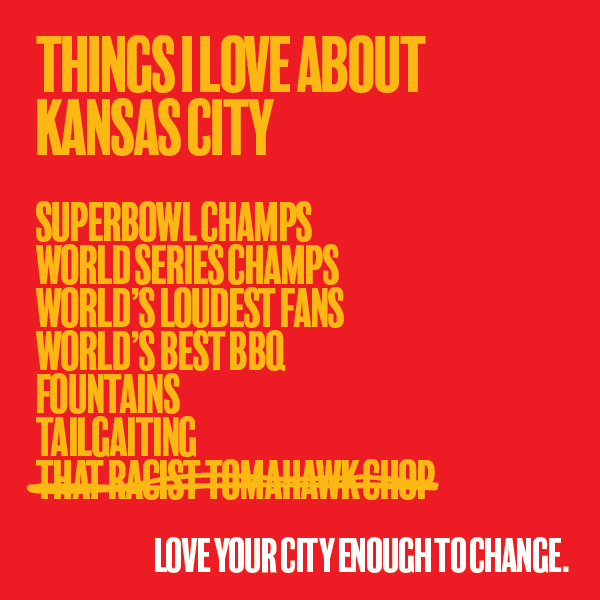 THINGS I LOVE ABOUT
KANSAS CITY
SUPERBOWL CHAMPS
WORLD SERIES CHAMPS
WORLD'S LOUDEST FANS
WORLD'S BEST BBQ
FOUNTAINS
TAILGAITING
THAT RACIST TOMAHAWK CHOP
LOVE YOUR CITY ENOUGH TO CHANGE.